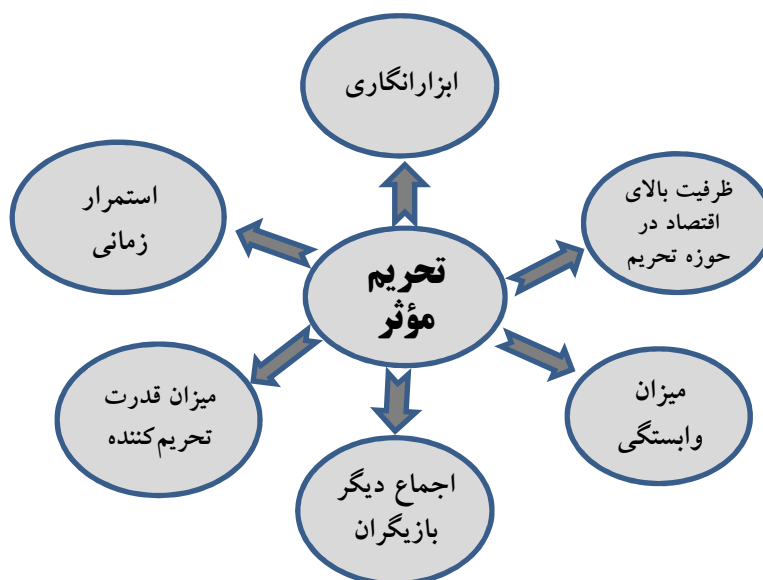 ابزارانگاری
ظرفیت بالای
اقتصاد در
حوزه تحریم
استمرار
زمانی
تحریم
مؤثر
میزان
وابستگی
میزان قدرت
تحریم‌کننده
اجماع دیگر
بازیگران